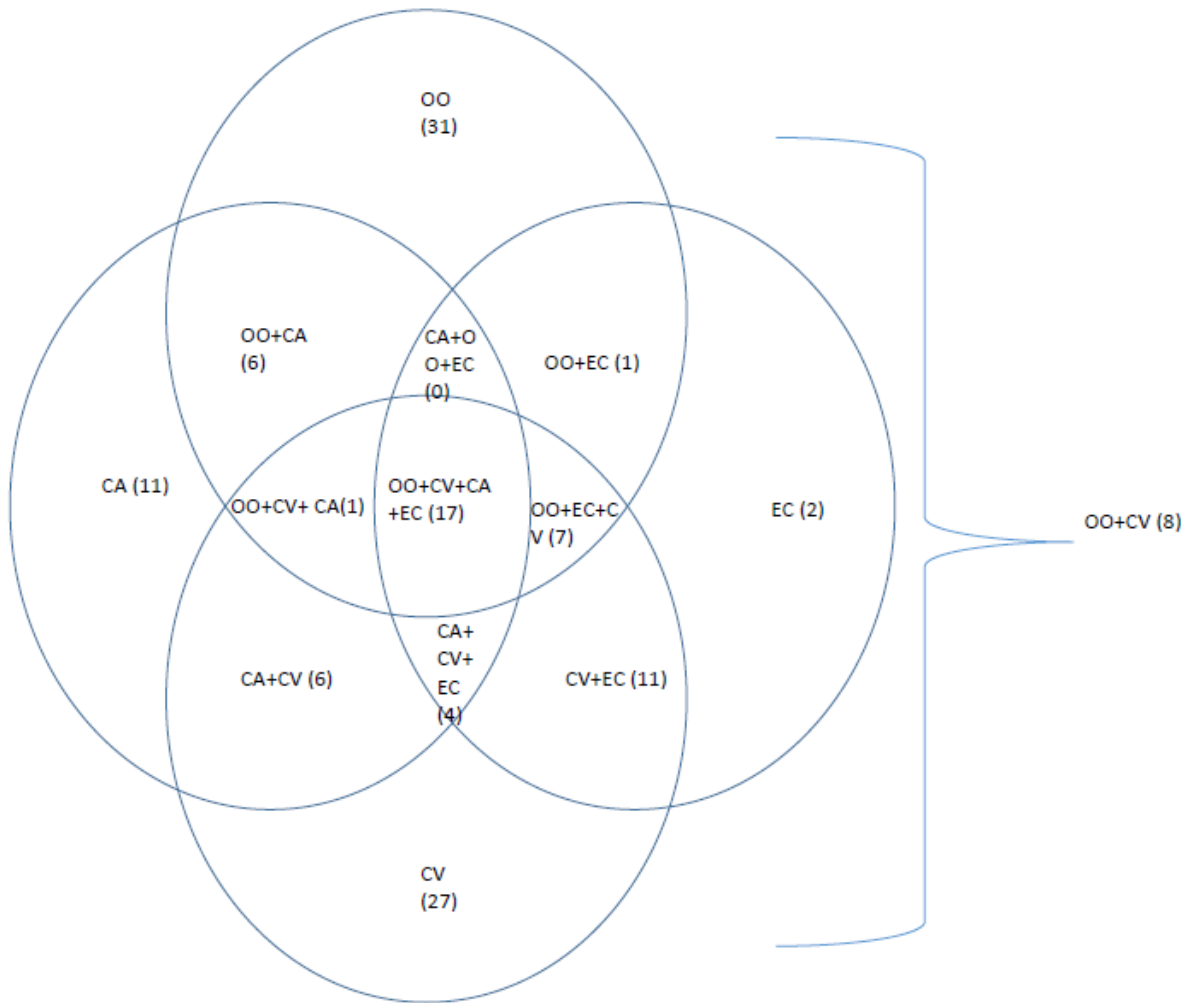 OO
(31)
OO+CA
(6)
CA+O
O+EC
(0)
OO+EC (1)
CA (11)
OO+CV+ CA(1)
OO+CV+CA
+EC (17)
OO+EC+C
V (7)
EC (2)
OO+CV (8)
CA+CV (6)
CA+
CV+
EC
(4)
CV+EC (11)
CV
(27)